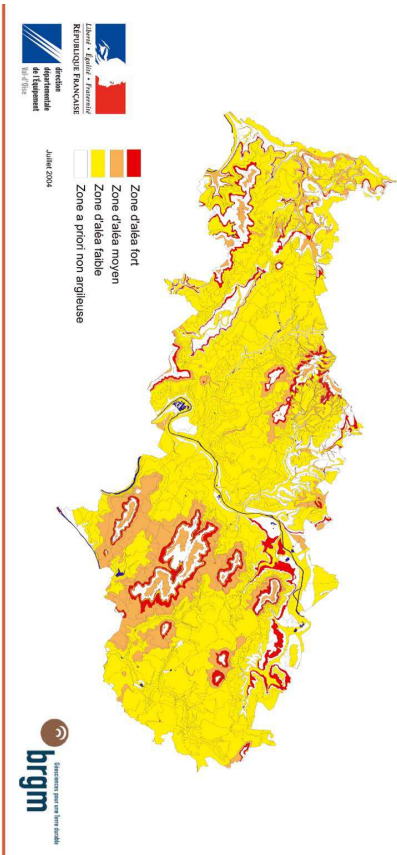 Liberté • Égalité • Fraternité
RÉPUBLIQUE FRANÇAISE
direction
départementale
de l'Équipement
Val-d'Oise
Zone d'aléa fort
Zone d'aléa moyen
Zone d'aléa faible
Zone a priori non argileuse
Juillet 2004
Géosciences pour une Terre durable
brgm